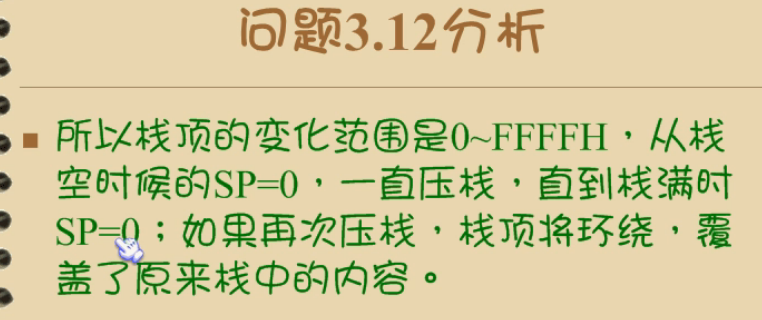 问题3.12分析
所以栈顶的变化范围是0~FFFFH，从栈
空时候的SP=0，一直压栈，直到栈满时
SP=0；如果再次压栈，栈顶将环绕，覆
盖了原来栈中的内容。